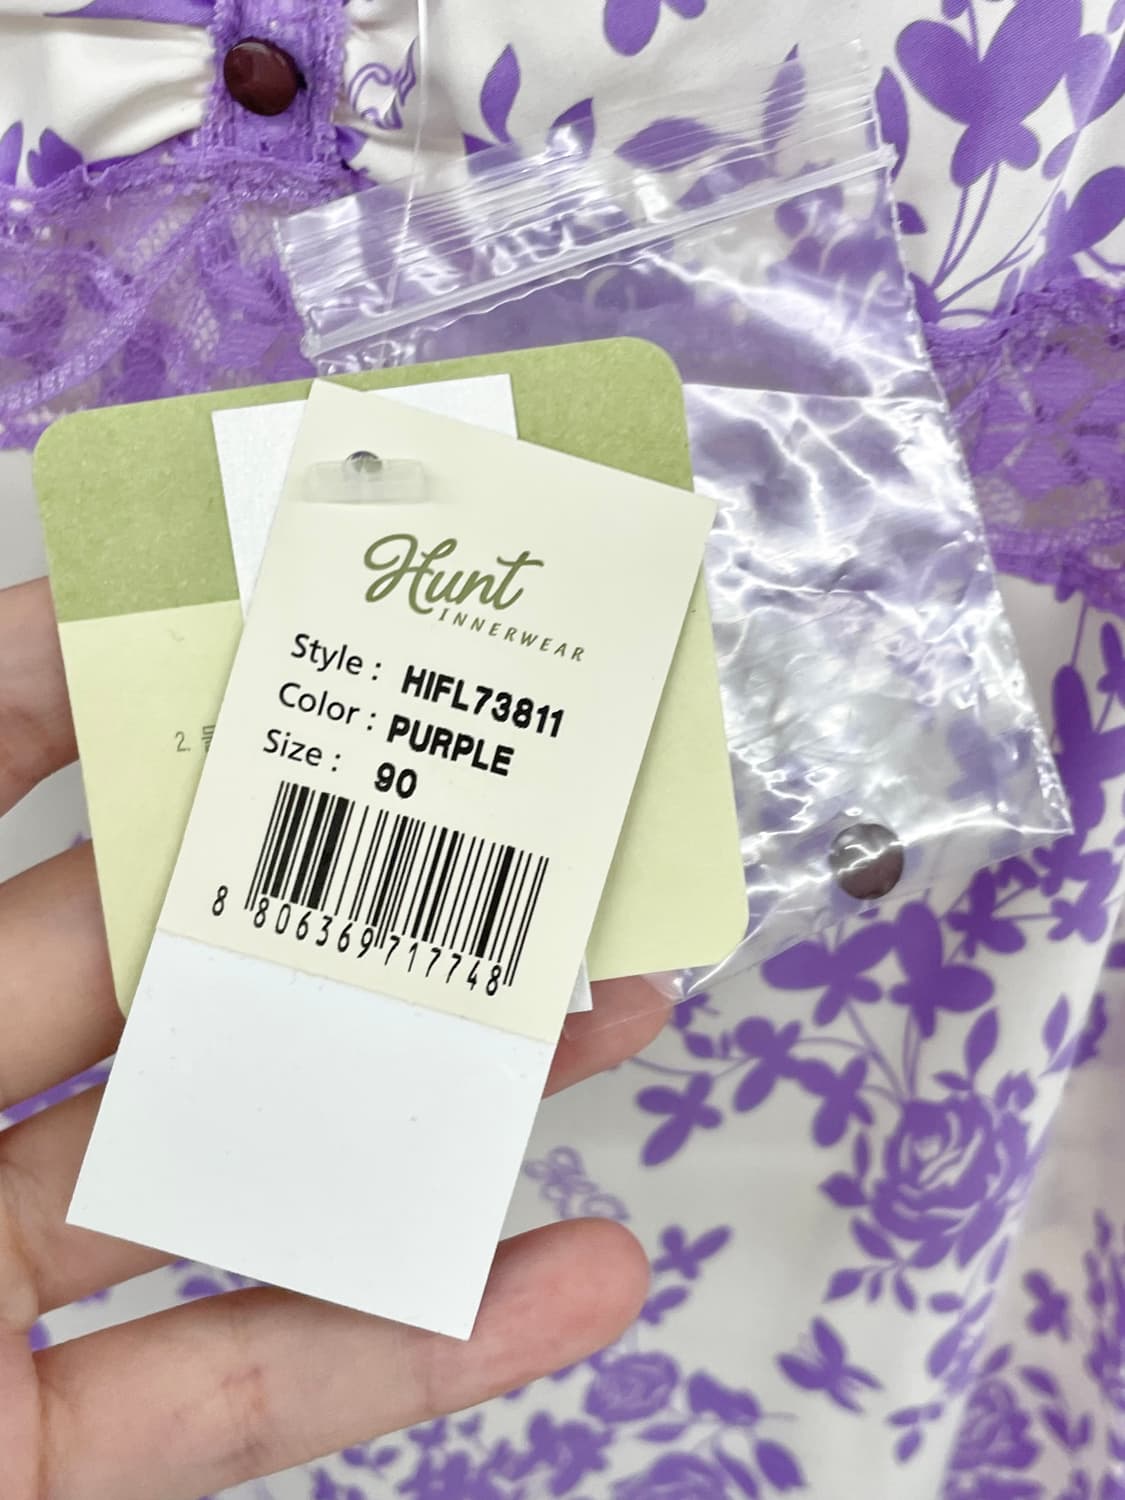 Hunt
INNERWEAR
Style : HIFL73811
Color : PURPLE
Size : 90
8 806369 717748
2.